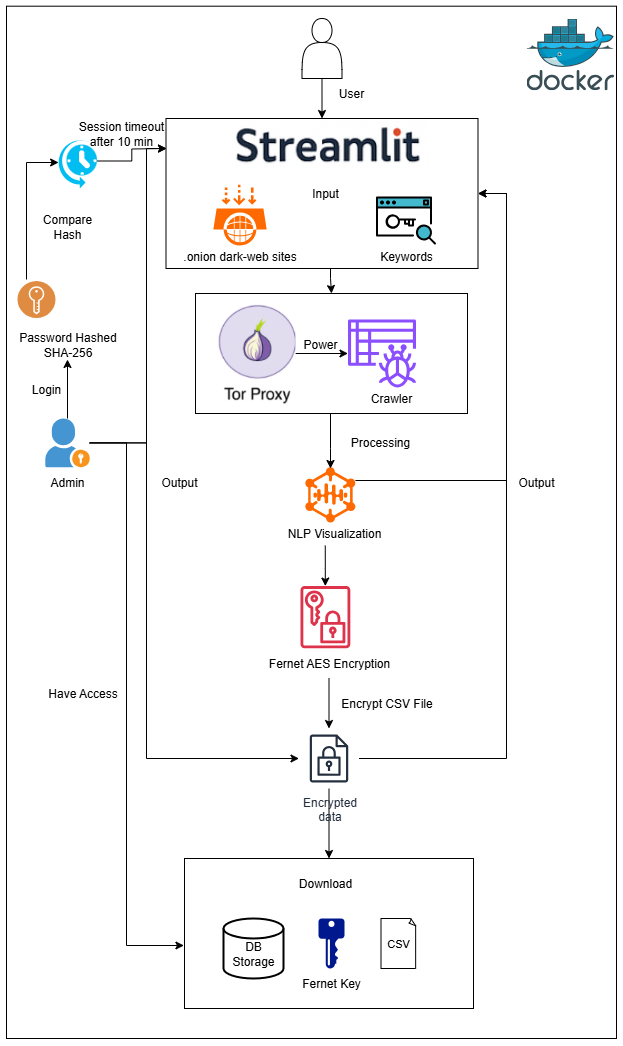 docker
User
Session timeout
after 10 min
Streamlit
Input
.onion dark-web sites
Keywords
Compare
Hash
Password Hashed
SHA-256
Tor Proxy
Power
Crawler
Login
Admin
Processing
Output
Output
NLP Visualization
Fernet AES Encryption
Have Access
Encrypt CSV File
Encrypted
data
Download
DB
Storage
CSV
Fernet Key